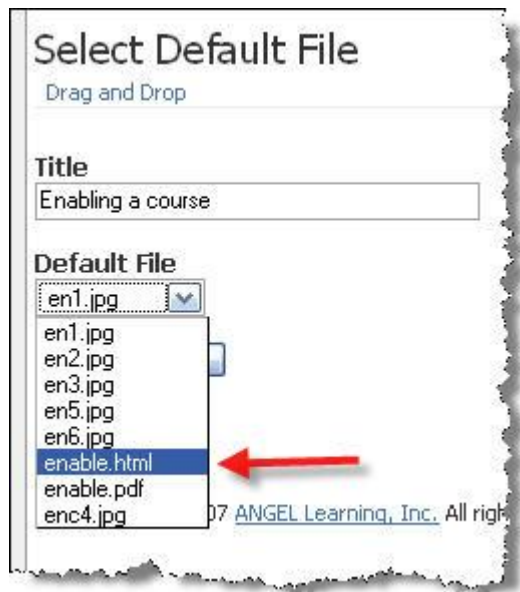 Select Default File
Drag and Drop
Title
Enabling a course
Default File
en1.jpg
en1.jpg
en2.jpg
en3.jpg
en5.jpg
en6.jpg
enable.html
enable.pdf
enc4.jpg 07 ANGEL Learning, Inc. All